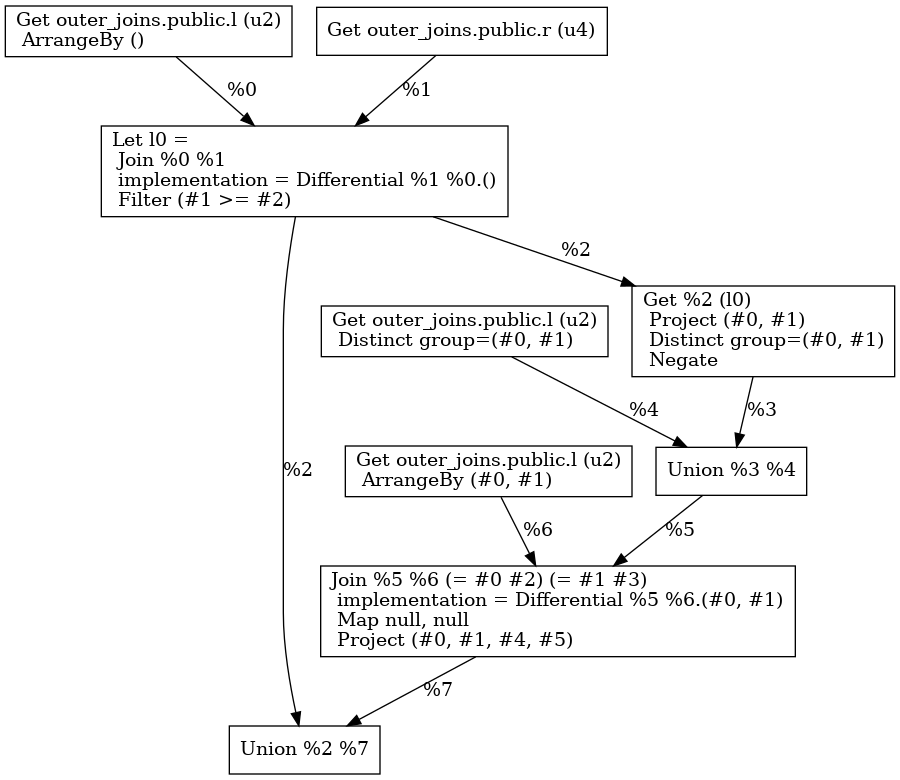 Get outer_joins.public.l (u2)
ArrangeBy ()
Get outer_joins.public.r (u4)
%0
%1
Let l0 =
Join %0 %1
implementation = Differential %1 %0.()
Filter (#1 >= #2)
%2
Get %2 (l0)
Project (#0, #1)
Distinct group=(#0, #1)
Negate
Get outer_joins.public.l (u2)
Distinct group=(#0, #1)
%4
%3
Get outer_joins.public.l (u2)
ArrangeBy (#0, #1)
Union %3 %4
%2
%6
%5
Join %5 %6 (= #0 #2) (= #1 #3)
implementation = Differential %5 %6.(#0, #1)
Map null, null
Project (#0, #1, #4, #5)
%7
Union %2 %7